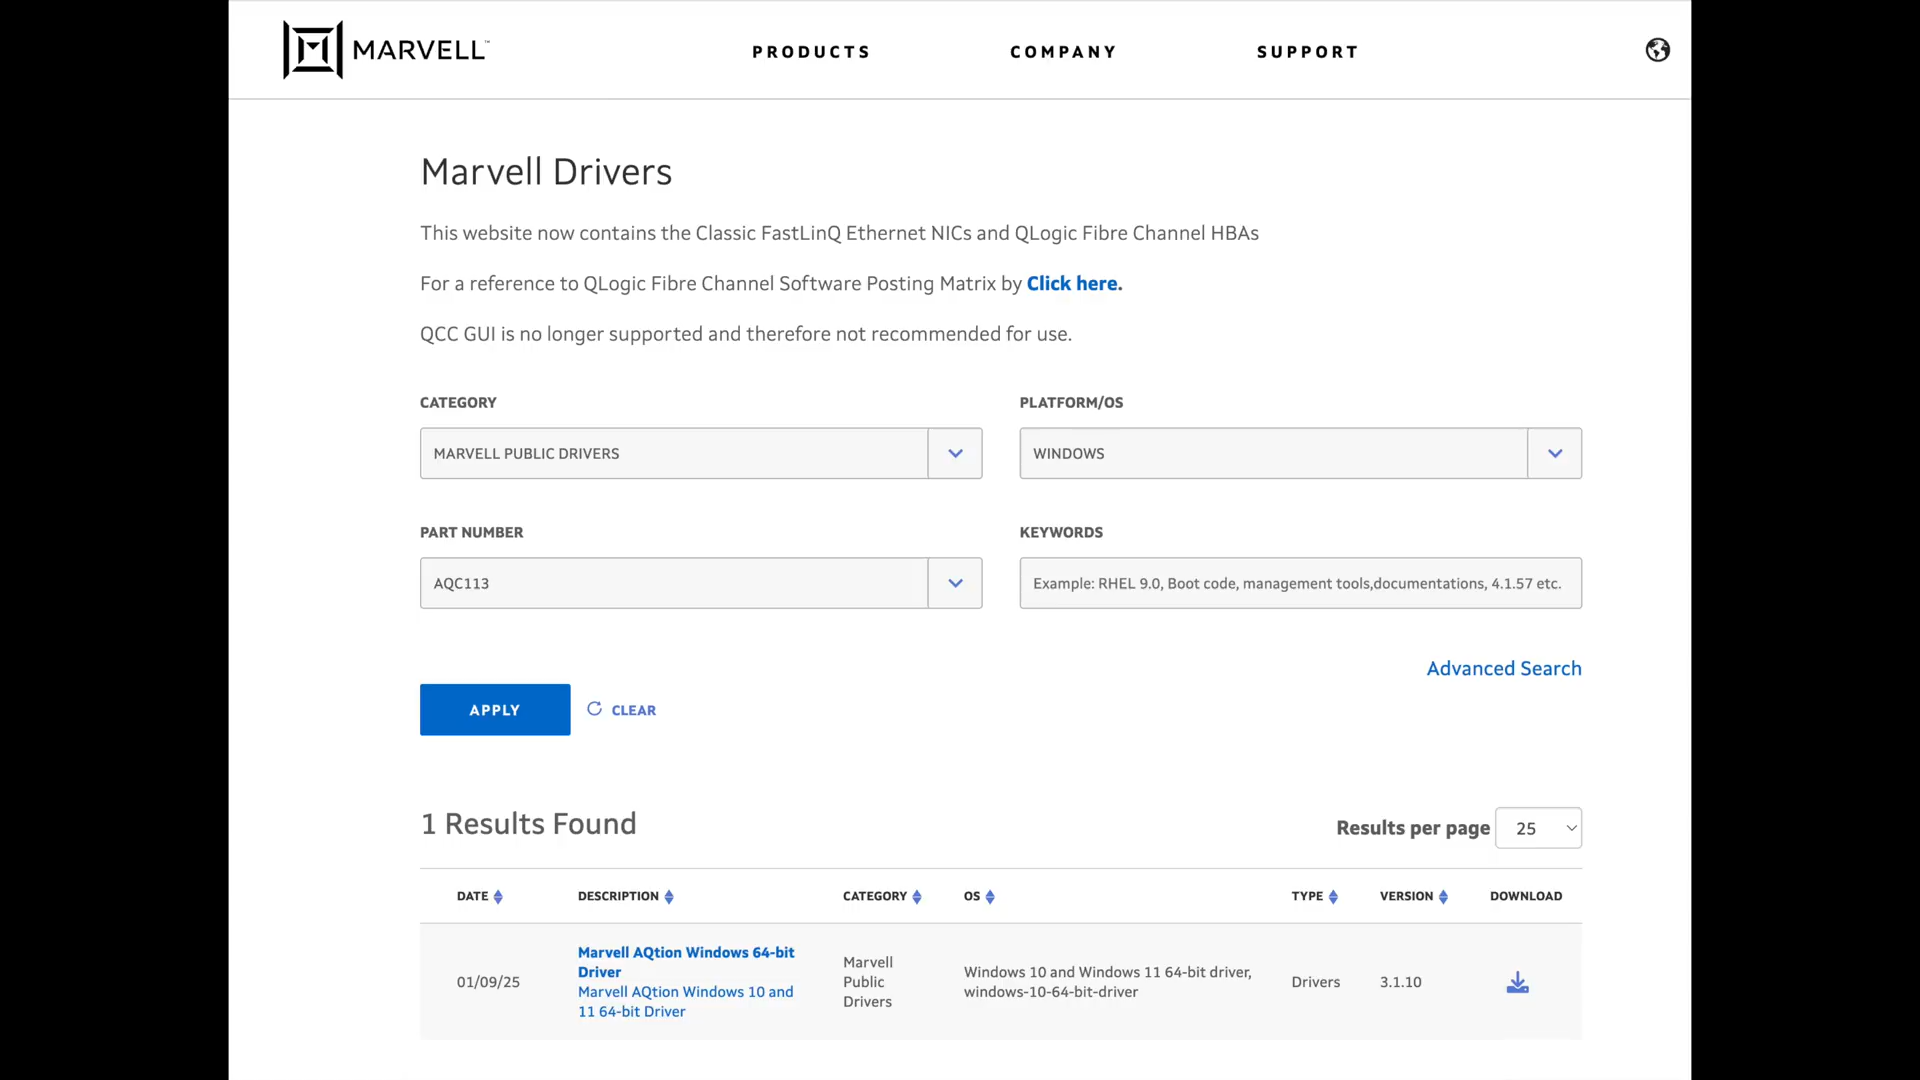 MARVELL™
PRODUCTS
COMPANY
SUPPORT
Marvell Drivers
This website now contains the Classic FastLinQ Ethernet NICs and QLogic Fibre Channel HBAs
For a reference to QLogic Fibre Channel Software Posting Matrix by Click here.
QCC GUI is no longer supported and therefore not recommended for use.
CATEGORY
MARVELL PUBLIC DRIVERS
PLATFORM/OS
WINDOWS
PART NUMBER
AQC113
KEYWORDS
Example: RHEL 9.0, Boot code, management tools,documentations, 4.1.57 etc.
Advanced Search
APPLY
CLEAR
1 Results Found
Results per page 25
DATE DESCRIPTION CATEGORY OS TYPE VERSION DOWNLOAD
01/09/25
Marvell AQtion Windows 64-bit
Driver
Marvell AQtion Windows 10 and
11 64-bit Driver
Marvell
Public
Drivers
Windows 10 and Windows 11 64-bit driver,
windows-10-64-bit-driver
Drivers
3.1.10